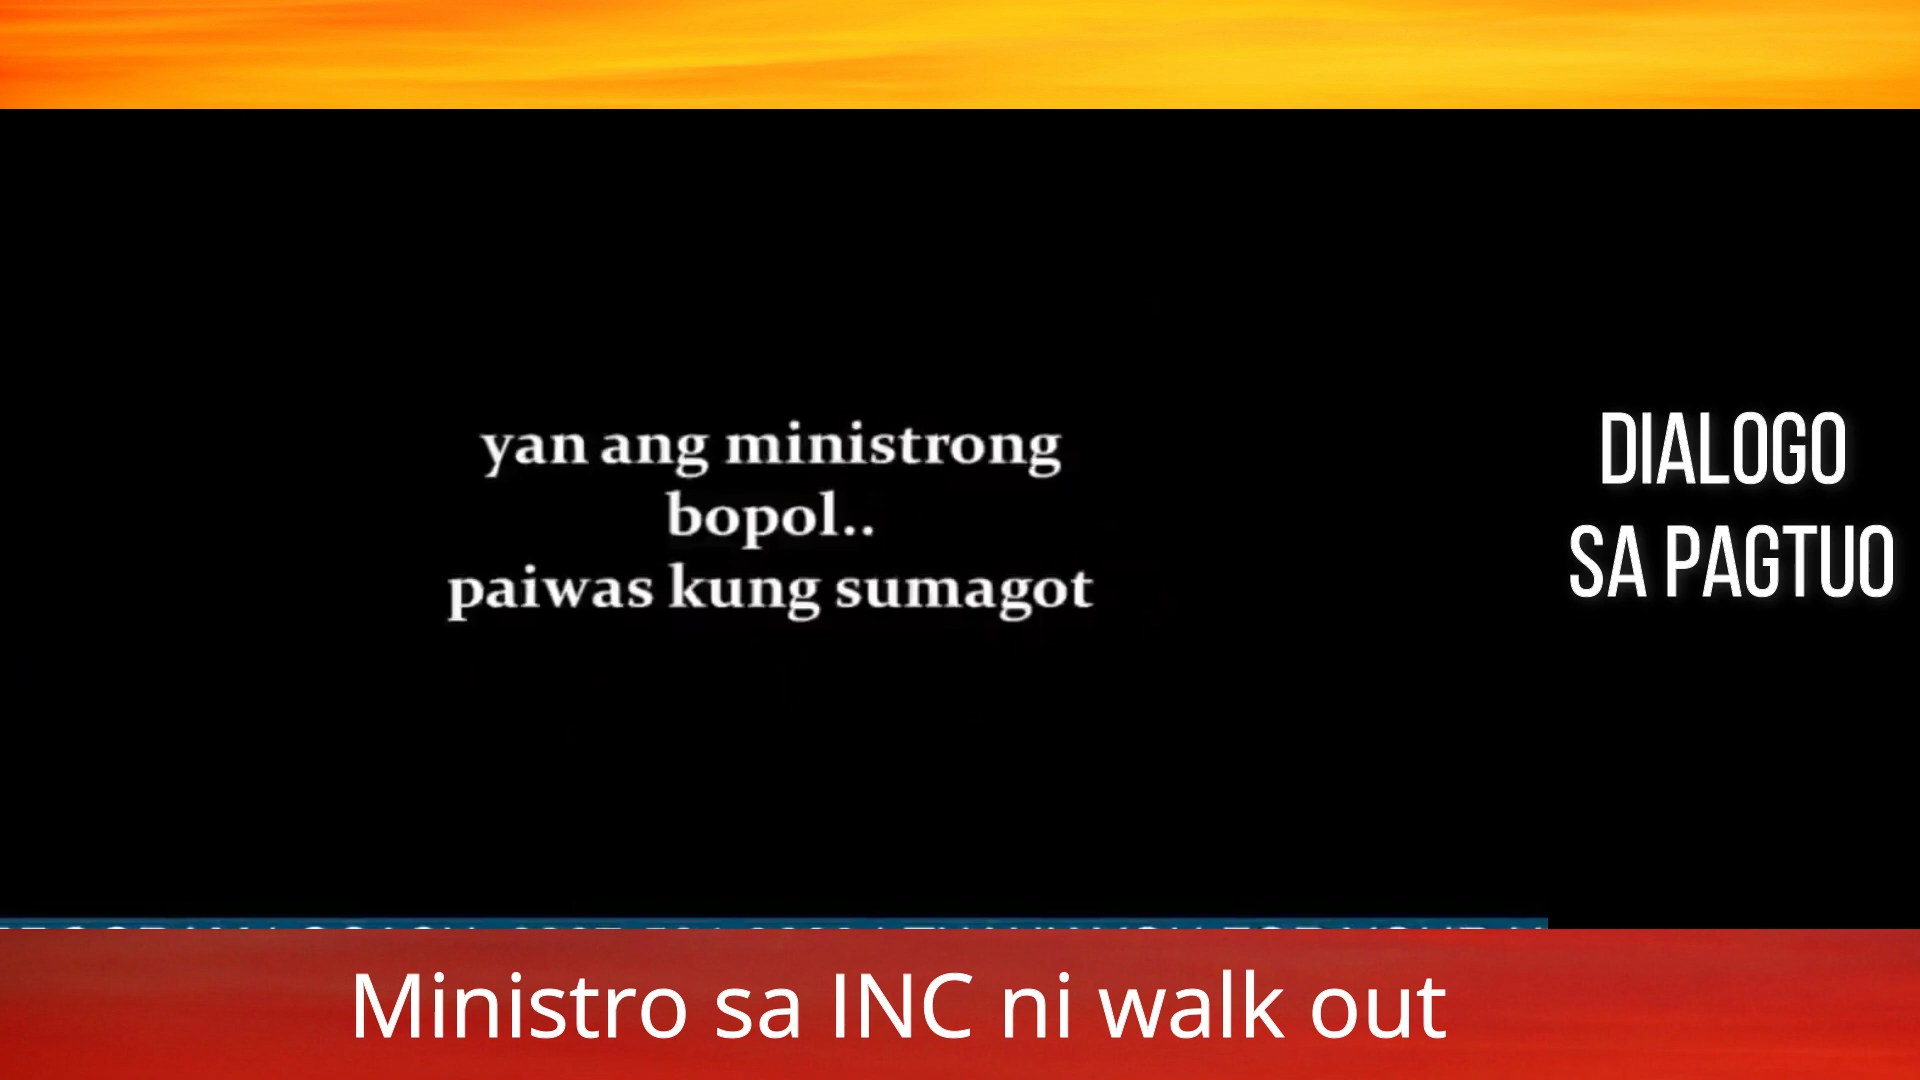 yan ang ministrong
bopol..
paiwas kung sumagot
DIALOGO
SA PAGTUO
Ministro sa INC ni walk out